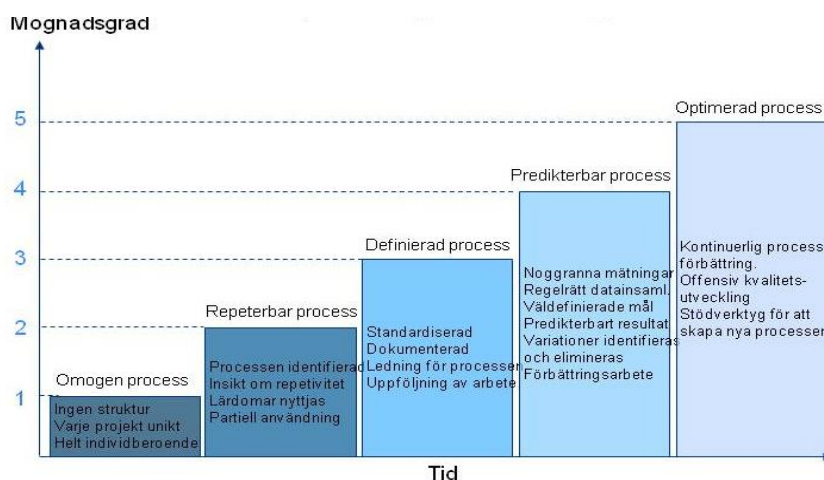 Mognadsgrad
5
4
3
2
1
Omogen process
Ingen struktur
Varje projekt unikt
Helt individberoende
Repeterbar process
Processen identifierad
Insikt om repetivitet
Lärdomar nyttjas
Partiell användning
Definierad process
Standardiserad
Dokumenterad
Ledning för processen
Uppföljning av arbete
Predikterbar process
Noggranna mätningar
Regelrätt datainsaml.
Väldefinierade mål
Predikterbart resultat
Variationer identifieras
och elimineras
Förbättringsarbete
Optimerad process
Kontinuerlig process
förbättring.
Offensiv kvalitets-
utveckling
Stödverktyg för att
skapa nya processer
Tid